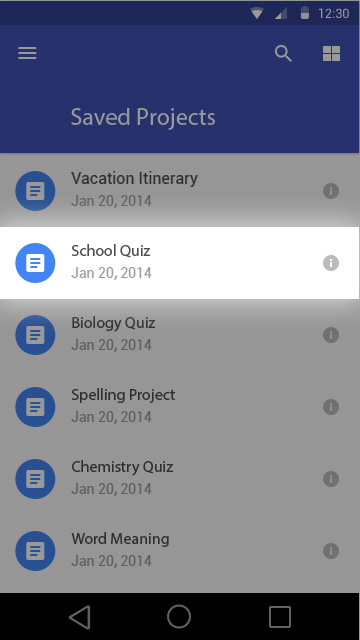 12:30
Saved Projects
Vacation Itinerary
Jan 20, 2014
School Quiz
Jan 20, 2014
Biology Quiz
Jan 20, 2014
Spelling Project
Jan 20, 2014
Chemistry Quiz
Jan 20, 2014
Word Meaning
Jan 20, 2014